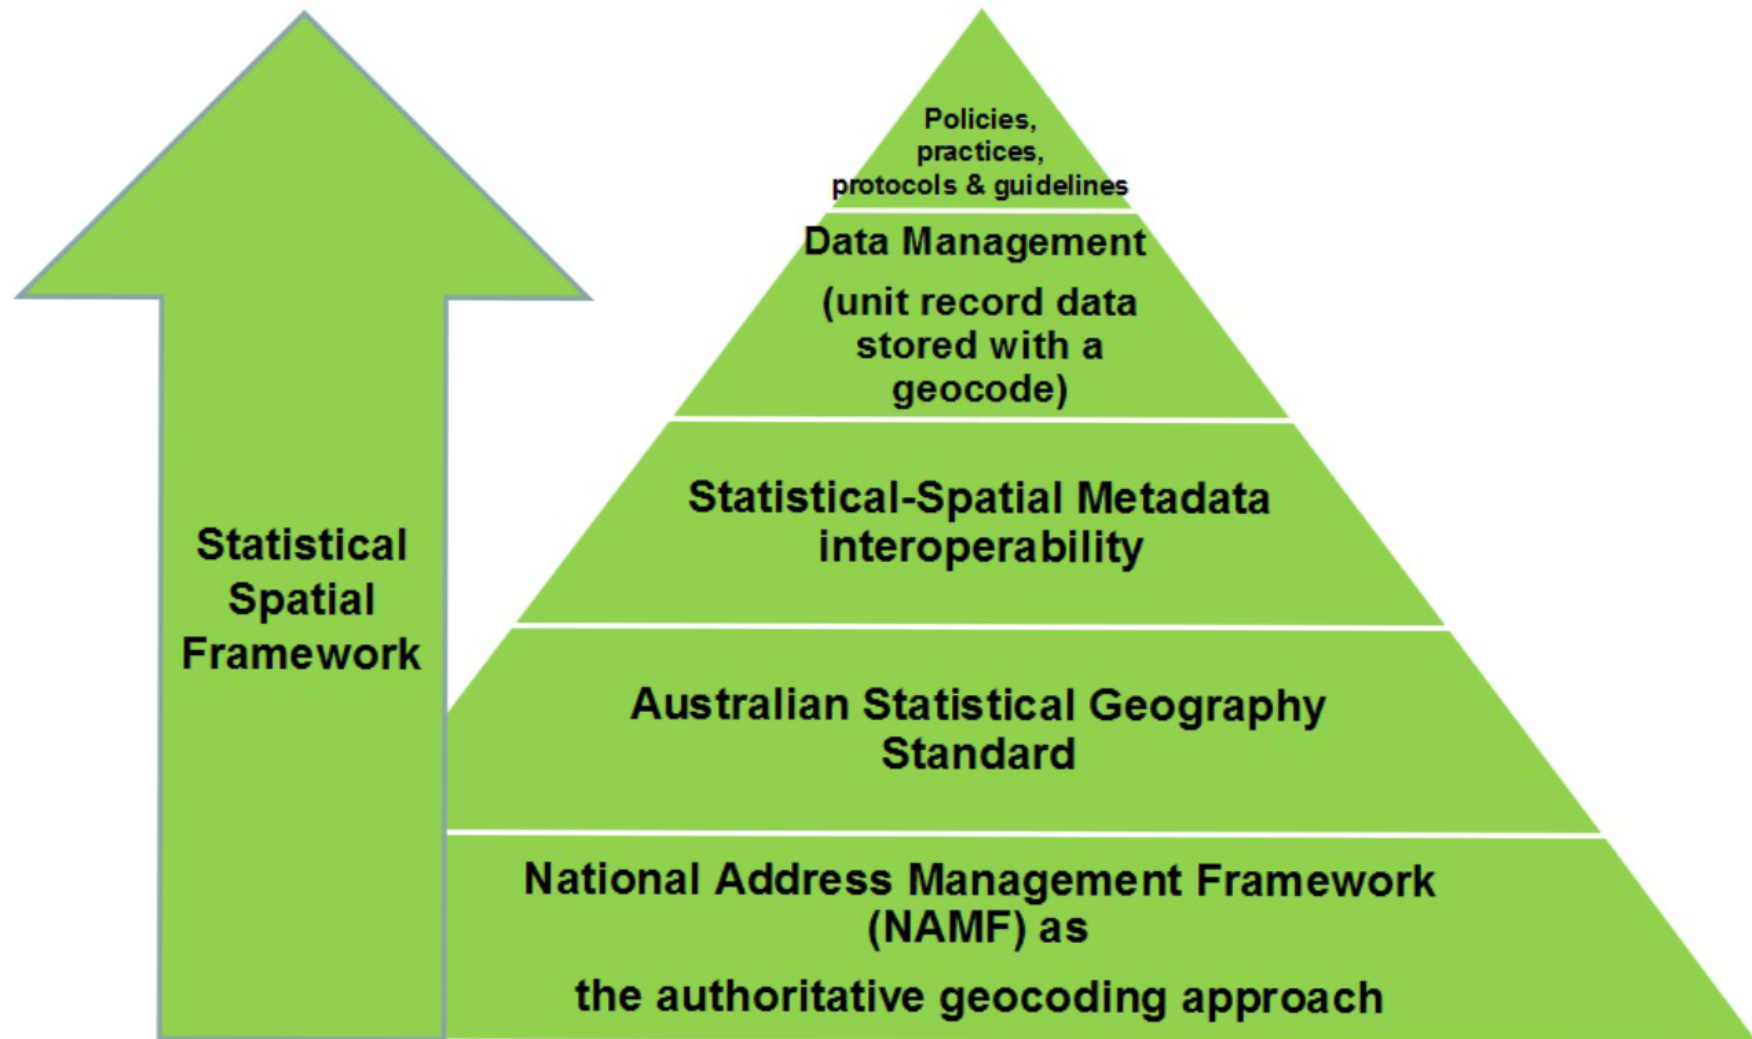 Policies,
practices,
protocols & guidelines
Data Management
(unit record data
stored with a
geocode)
Statistical-Spatial Metadata
interoperability
Australian Statistical Geography
Standard
National Address Management Framework
(NAMF) as
the authoritative geocoding approach
Statistical
Spatial
Framework